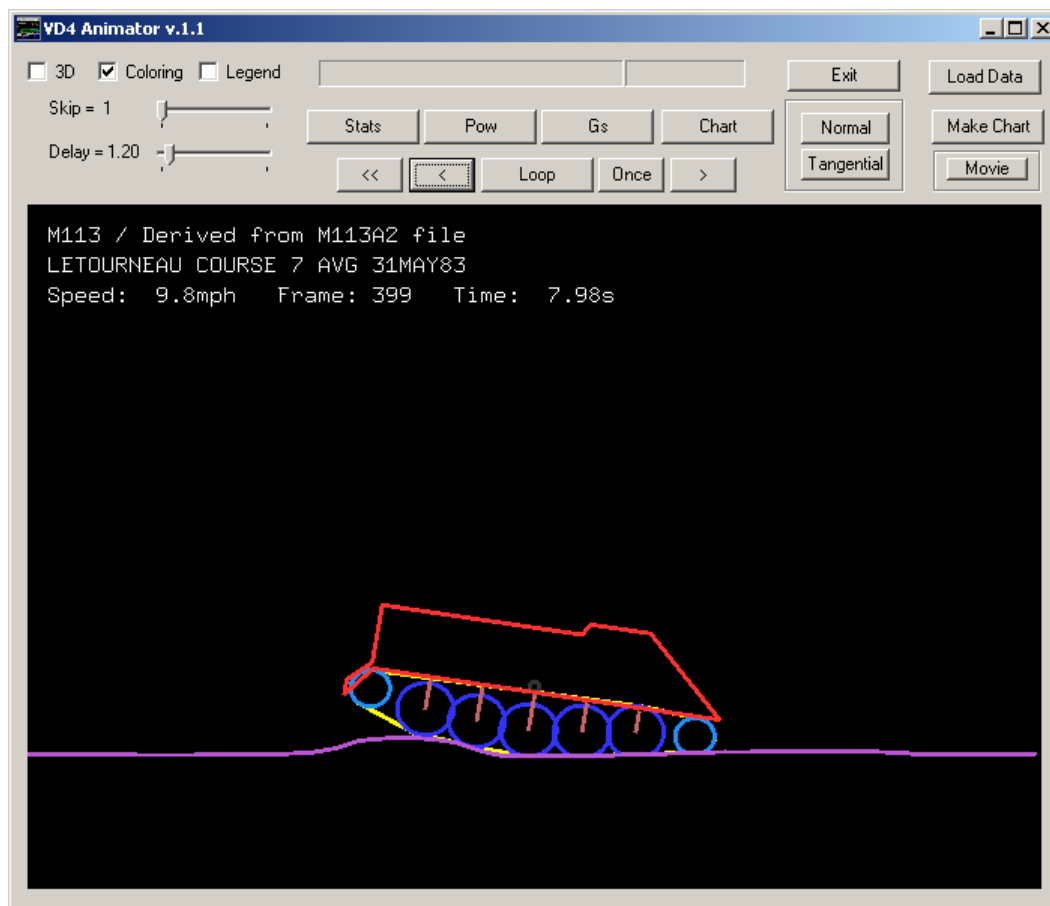 VD4 Animator v.1.1
3D Coloring Legend Exit Load Data
Skip = 1
Stats Pow Gs Chart Normal Make Chart
Delay = 1.20
<< < Loop Once > Tangential Movie
M113 / Derived from M113A2 file
LETOURNEAU COURSE 7 AVG 31MAY83
Speed: 9.8mph Frame: 399 Time: 7.98s